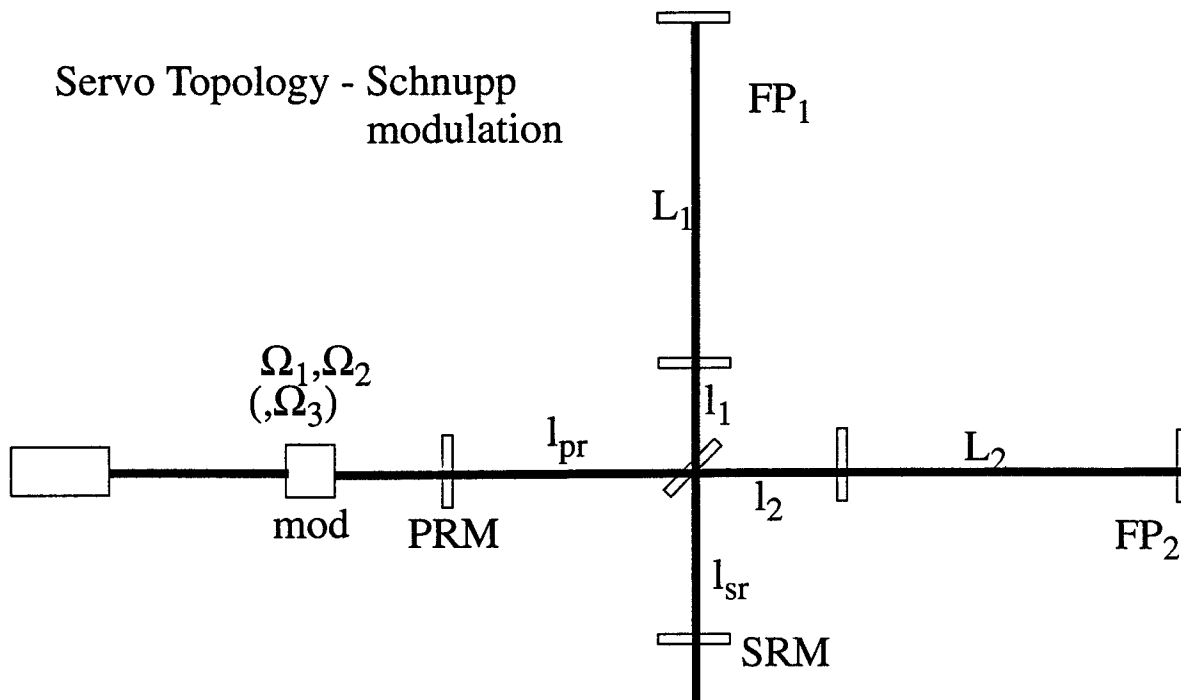 Servo Topology - Schnupp
modulation
FP₁
L₁
Ω₁,Ω₂
(,Ω₃)
l₁
lₚᵣ
L₂
mod
PRM
l₂
FP₂
lₛᵣ
SRM